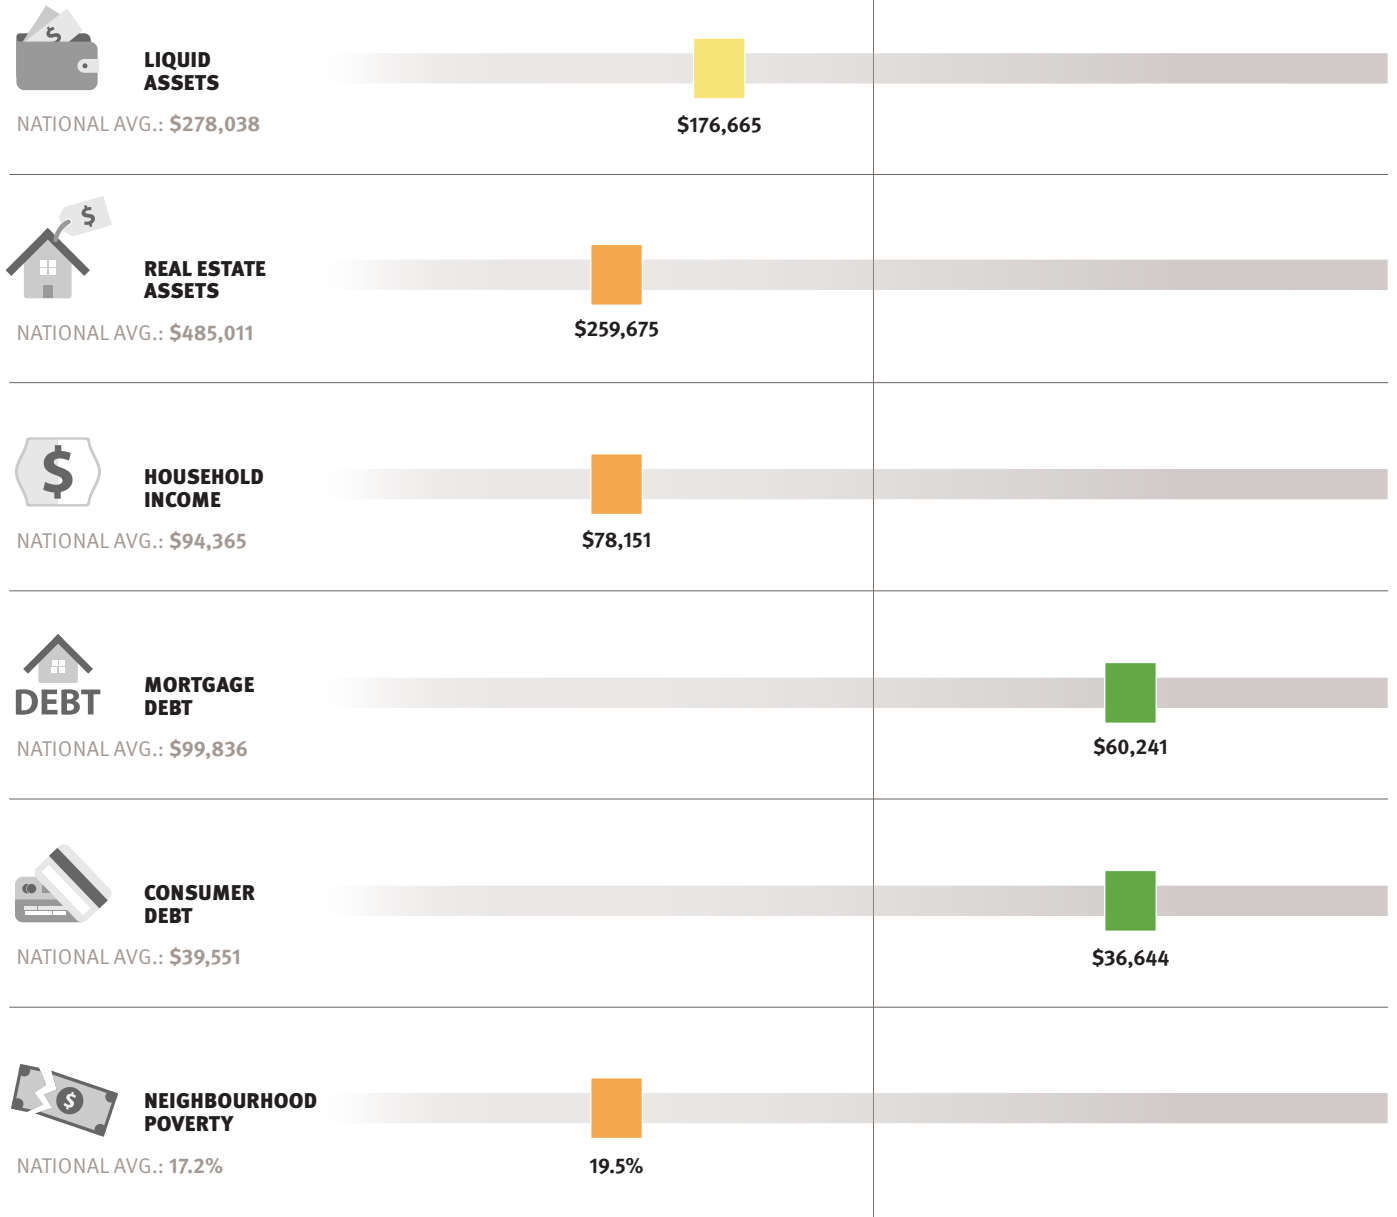 $
LIQUID
ASSETS
NATIONAL AVG.: $278,038
$176,665
$
REAL ESTATE
ASSETS
NATIONAL AVG.: $485,011
$259,675
$
HOUSEHOLD
INCOME
NATIONAL AVG.: $94,365
$78,151
DEBT
MORTGAGE
DEBT
NATIONAL AVG.: $99,836
$60,241
CONSUMER
DEBT
NATIONAL AVG.: $39,551
$36,644
$
NEIGHBOURHOOD
POVERTY
NATIONAL AVG.: 17.2%
19.5%